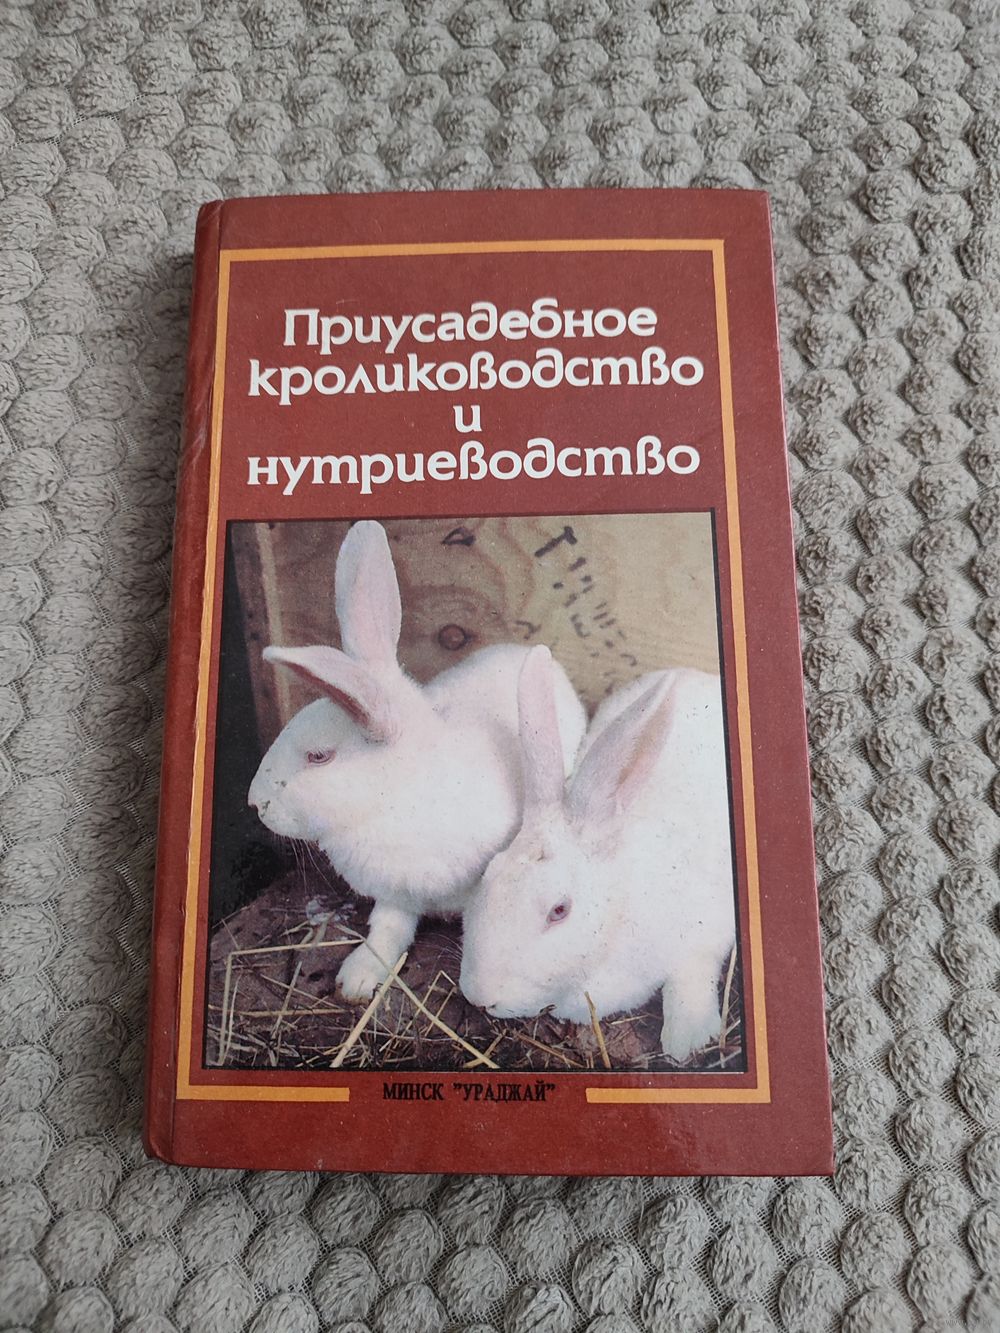 Приусадебное
кролиководство
и
нутриеводство
МИНСК "УРАДЖАЙ"